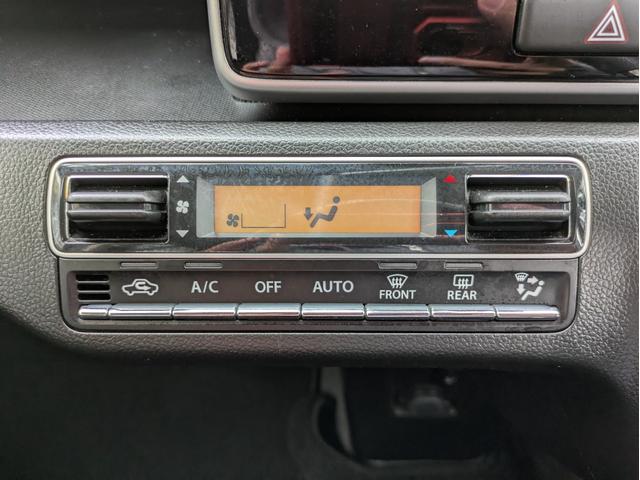 A/C OFF AUTO FRONT REAR